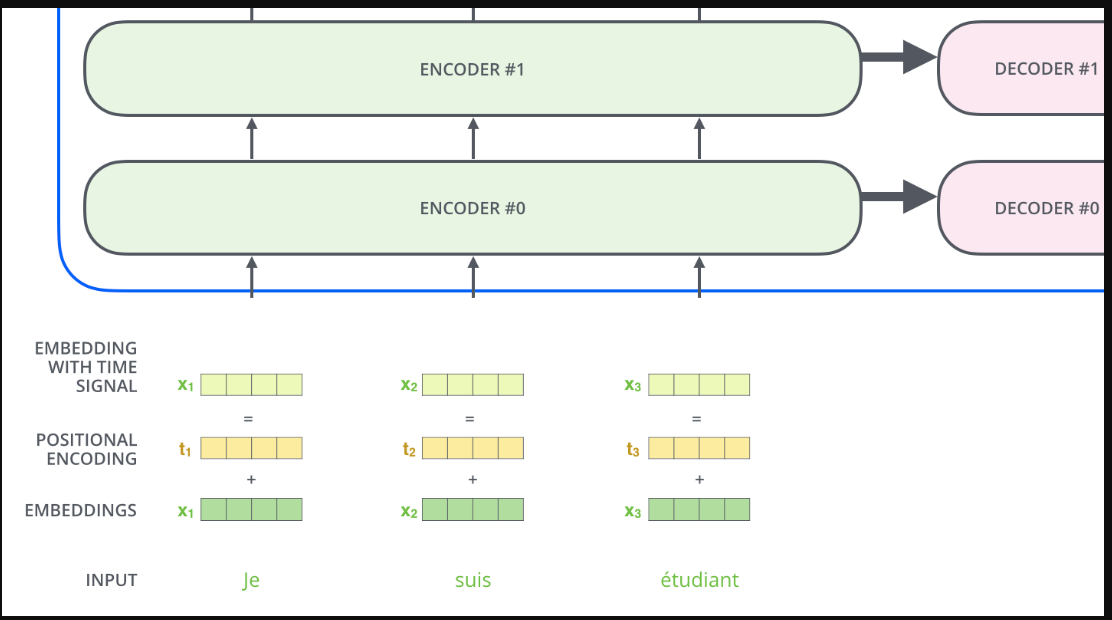 ENCODER #1
DECODER #1
ENCODER #0
DECODER #0
EMBEDDING
WITH TIME
SIGNAL
x₁ x₂ x₃
= = =
POSITIONAL
ENCODING
t₁ t₂ t₃
+ + +
EMBEDDINGS x₁ x₂ x₃
INPUT Je suis étudiant